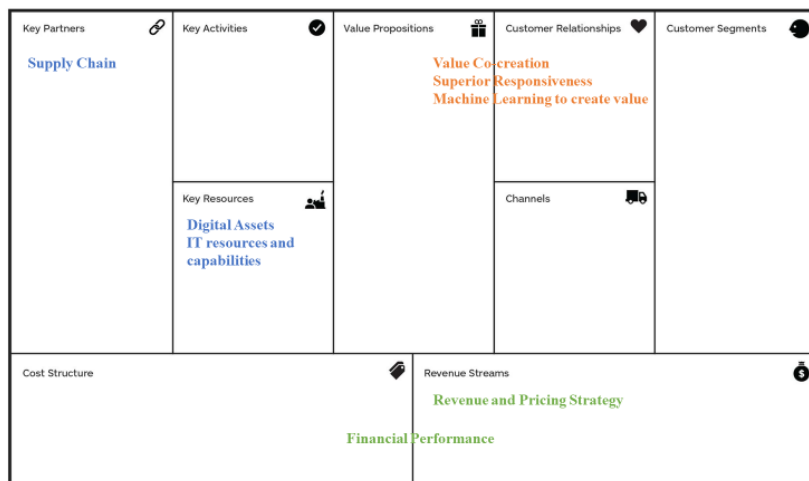 Key Partners
Supply Chain
Key Activities
Key Resources
Digital Assets
IT resources and
capabilities
Value Propositions
Customer Relationships
Value Co-creation
Superior Responsiveness
Machine Learning to create value
Channels
Customer Segments
Cost Structure
Revenue Streams
Revenue and Pricing Strategy
Financial Performance